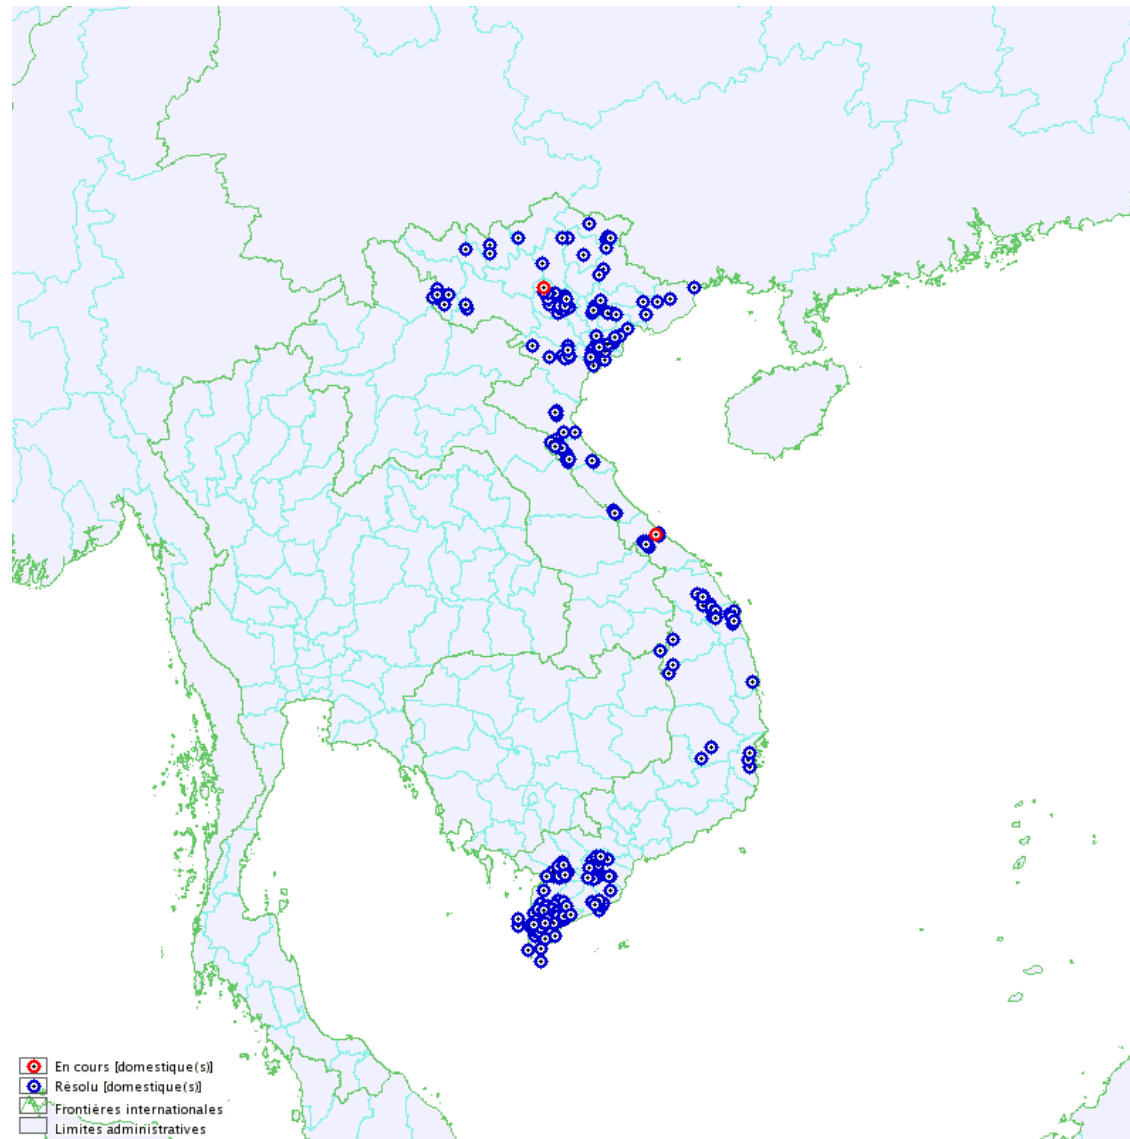 En cours [domestique(s)]
Résolu [domestique(s)]
Frontières internationales
Limites administratives